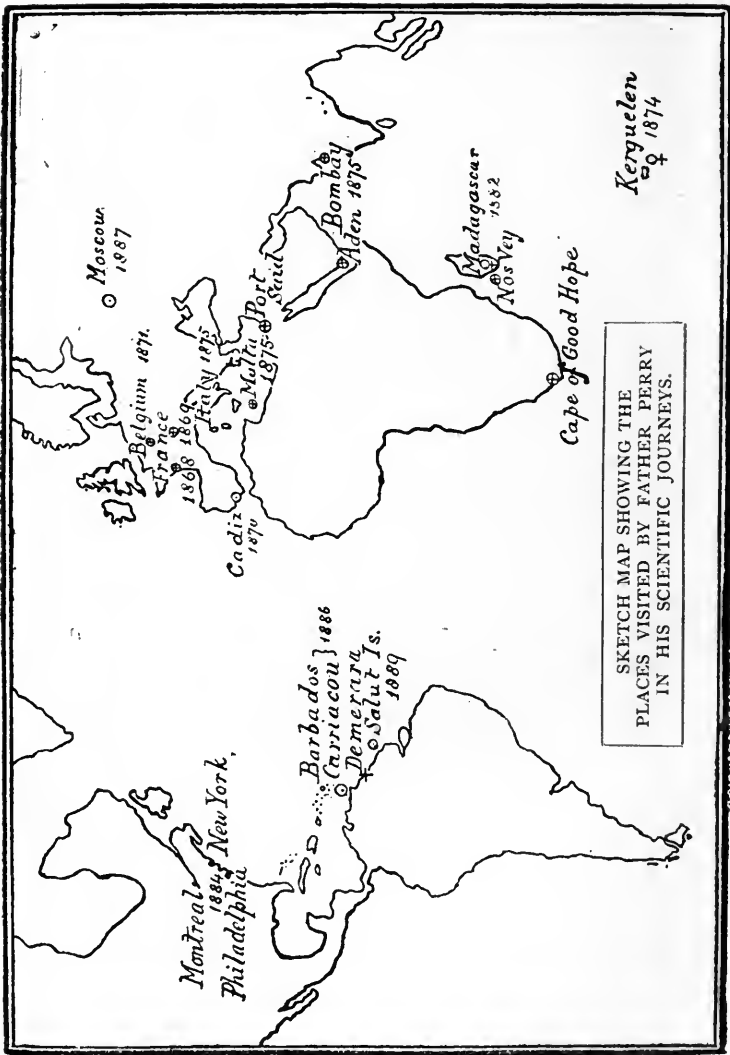 Moscow
1887
Belgium 1871.
France
1868 1869
Italy 1875
Cadiz
1870
Malta
1875
Port
Said
Bombay
Aden 1875
Madagascar
1882
Nos Vey
Cape of Good Hope
Kerguelen
1874
Montreal
1884 New York,
Philadelphia
Barbados
Carriacou } 1886
Demerara
Salut Is.
1889
SKETCH MAP SHOWING THE
PLACES VISITED BY FATHER PERRY
IN HIS SCIENTIFIC JOURNEYS.